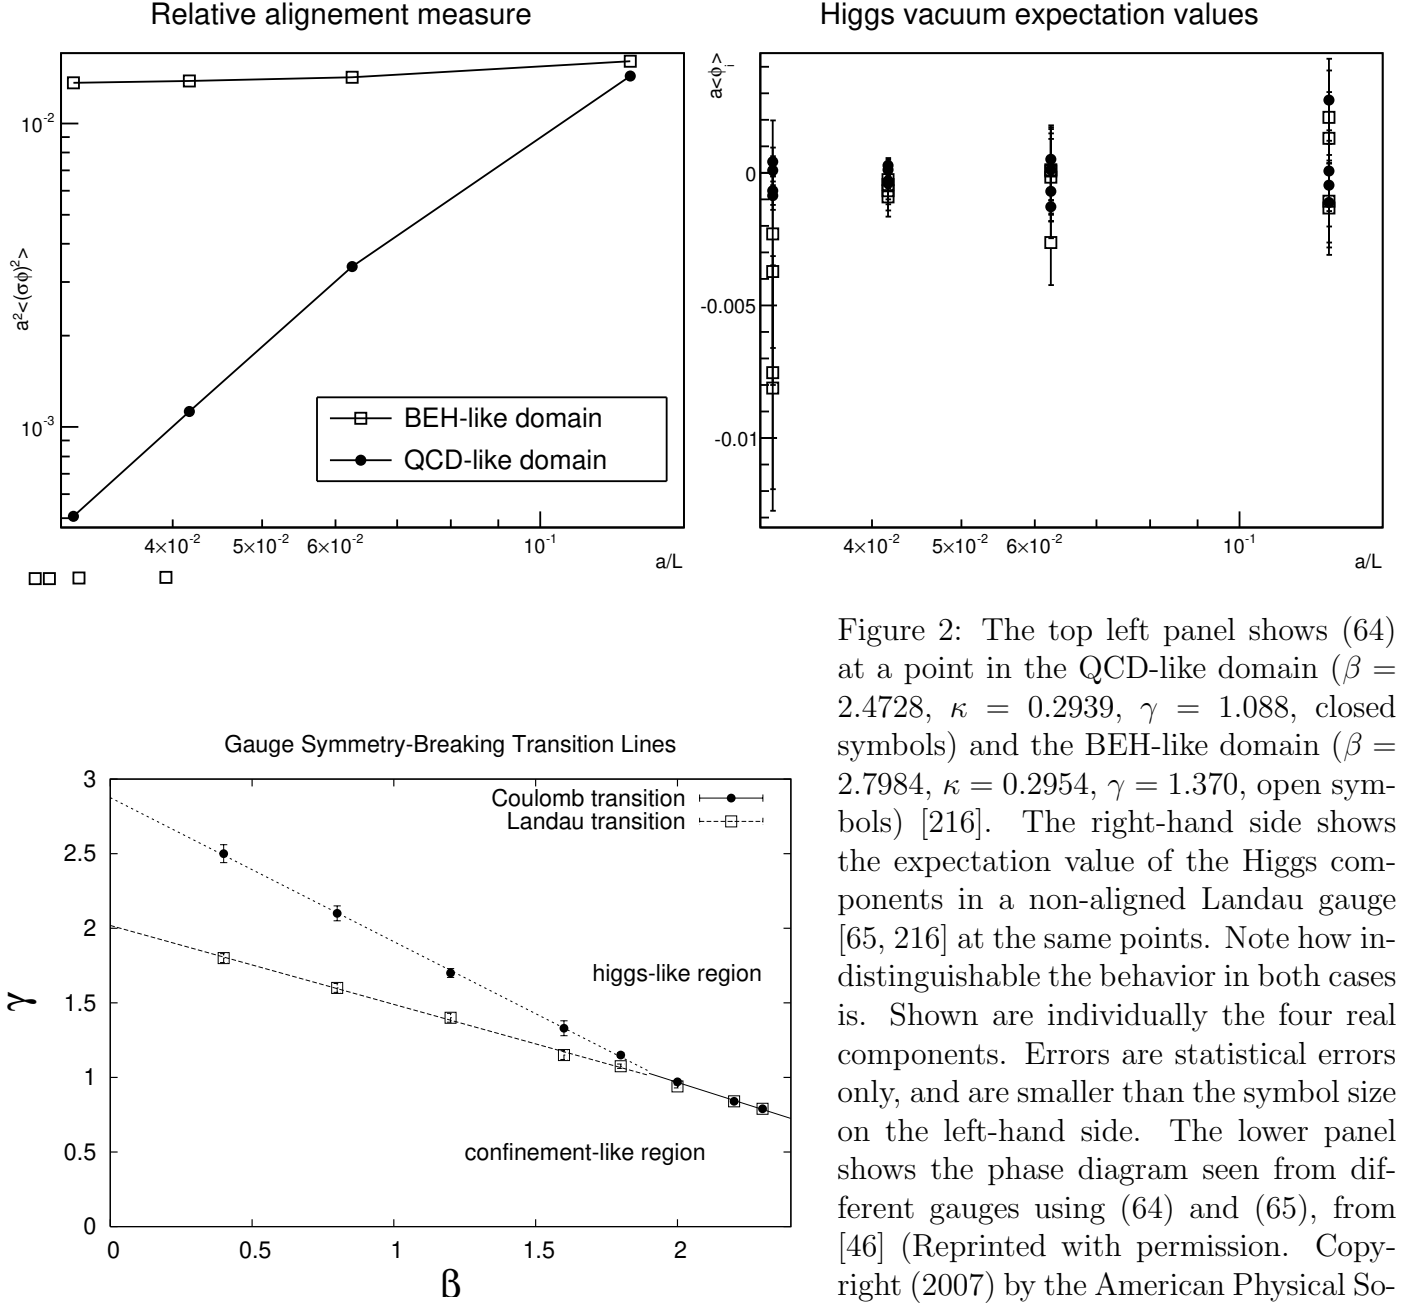 Relative alignement measure
a²<(σϕ)²>
10⁻²
10⁻³
BEH-like domain
QCD-like domain
4×10⁻² 5×10⁻² 6×10⁻² 10⁻¹
a/L
Higgs vacuum expectation values
a<ϕᵢ>
0
-0.005
-0.01
4×10⁻² 5×10⁻² 6×10⁻² 10⁻¹
a/L
Gauge Symmetry-Breaking Transition Lines
Coulomb transition
Landau transition
3
2.5
2
1.5
1
0.5
0
γ
higgs-like region
confinement-like region
0 0.5 1 1.5 2
β
Figure 2: The top left panel shows (64)
at a point in the QCD-like domain (β =
2.4728, κ = 0.2939, γ = 1.088, closed
symbols) and the BEH-like domain (β =
2.7984, κ = 0.2954, γ = 1.370, open sym-
bols) [216]. The right-hand side shows
the expectation value of the Higgs com-
ponents in a non-aligned Landau gauge
[65, 216] at the same points. Note how in-
distinguishable the behavior in both cases
is. Shown are individually the four real
components. Errors are statistical errors
only, and are smaller than the symbol size
on the left-hand side. The lower panel
shows the phase diagram seen from dif-
ferent gauges using (64) and (65), from
[46] (Reprinted with permission. Copy-
right (2007) by the American Physical So-